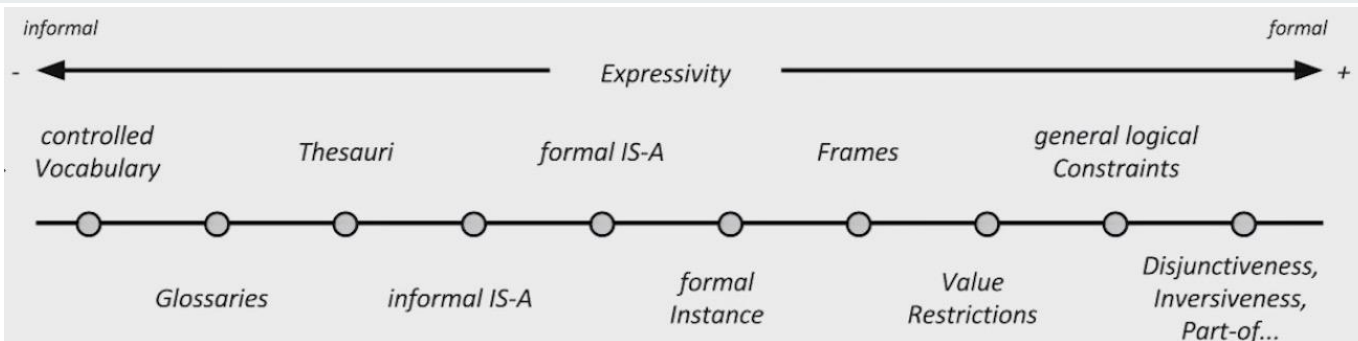 informal
formal
- Expressivity +
controlled
Vocabulary
Thesauri
formal IS-A
Frames
general logical
Constraints
Glossaries
informal IS-A
formal
Instance
Value
Restrictions
Disjunctiveness,
Inversiveness,
Part-of...